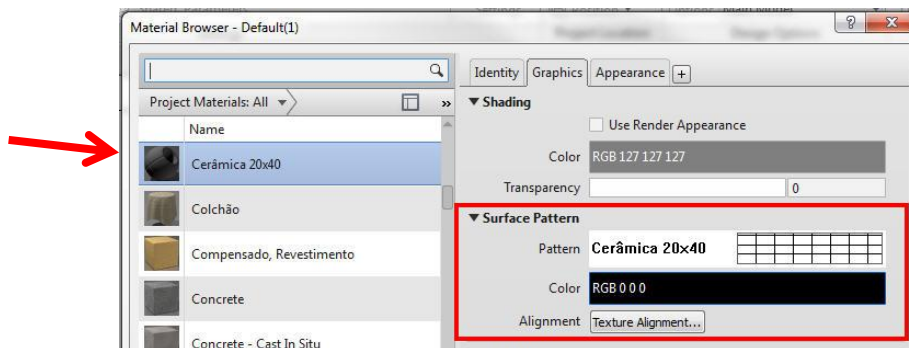 Material Browser - Default(1)
Project Materials: All
»
Name
Cerâmica 20x40
Colchão
Compensado, Revestimento
Concrete
Concrete - Cast In Situ
Identity Graphics Appearance +
Shading
Use Render Appearance
Color RGB 127 127 127
Transparency 0
Surface Pattern
Pattern Cerâmica 20x40
Color RGB 0 0 0
Alignment Texture Alignment...